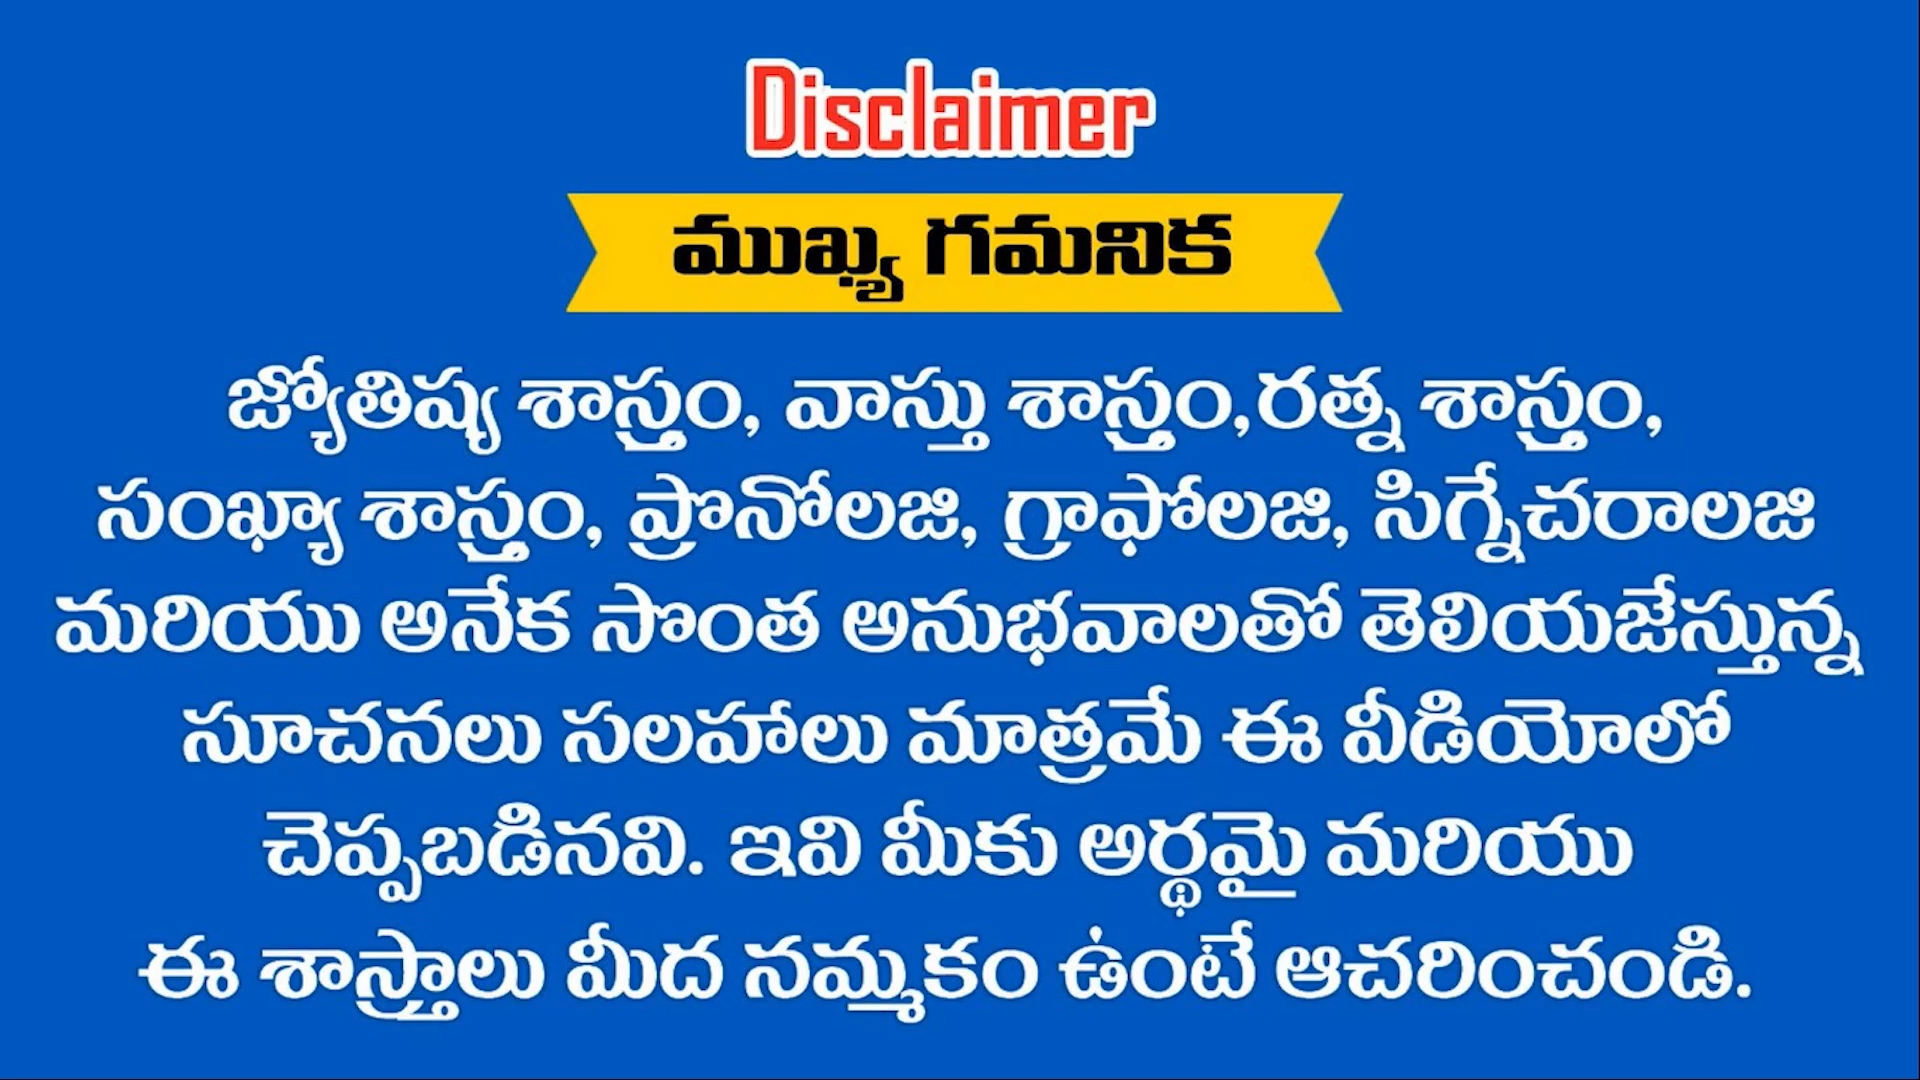 Disclaimer
ముఖ్య గమనిక
జ్యోతిష్య శాస్త్రం, వాస్తు శాస్త్రం,రత్న శాస్త్రం,
సంఖ్యా శాస్త్రం, ప్రొనోలజి, గ్రాఫోలజి, సిగ్నేచరాలజి
మరియు అనేక సొంత అనుభవాలతో తెలియజేస్తున్న
సూచనలు సలహాలు మాత్రమే ఈ వీడియోలో
చెప్పబడినవి. ఇవి మీకు అర్థమై మరియు
ఈ శాస్త్రాలు మీద నమ్మకం ఉంటే ఆచరించండి.